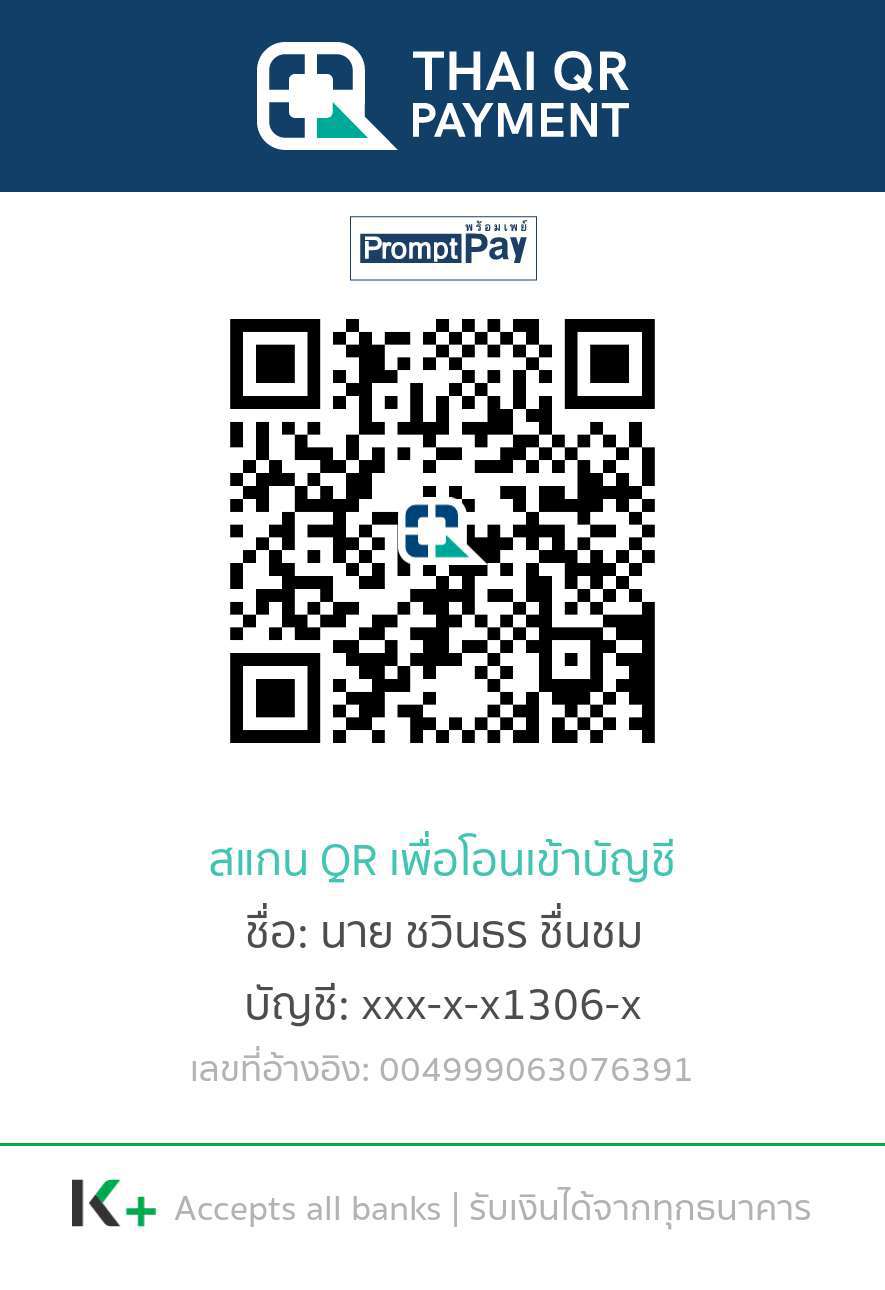 THAI QR
PAYMENT
พร้อมเพย์
PromptPay
สแกน QR เพื่อโอนเข้าบัญชี
ชื่อ: นาย ชวินธร ชื่นชม
บัญชี: xxx-x-x1306-x
เลขที่อ้างอิง: 004999063076391
K+ Accepts all banks | รับเงินได้จากทุกธนาคาร